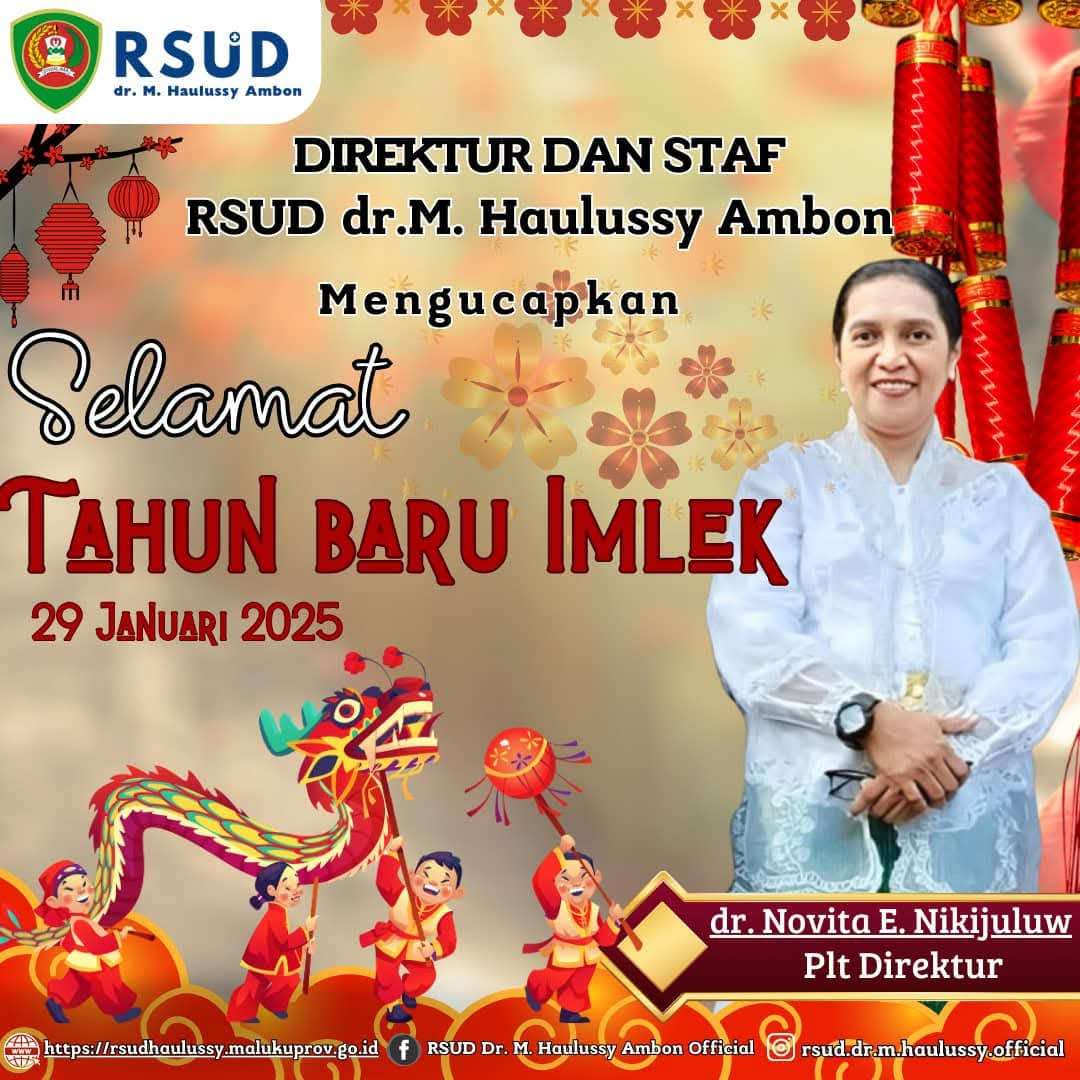 RSUD
dr. M. Haulussy Ambon
DIREKTUR DAN STAF
RSUD dr.M. Haulussy Ambon
Mengucapkan
Selamat
TAHUN BARU IMLEK
29 JANUARI 2025
dr. Novita E. Nikijuluw
Plt Direktur
https://rsudhaulussy.malukuprov.go.id RSUD Dr. M. Haulussy Ambon Official rsud.dr.m.haulussy.official